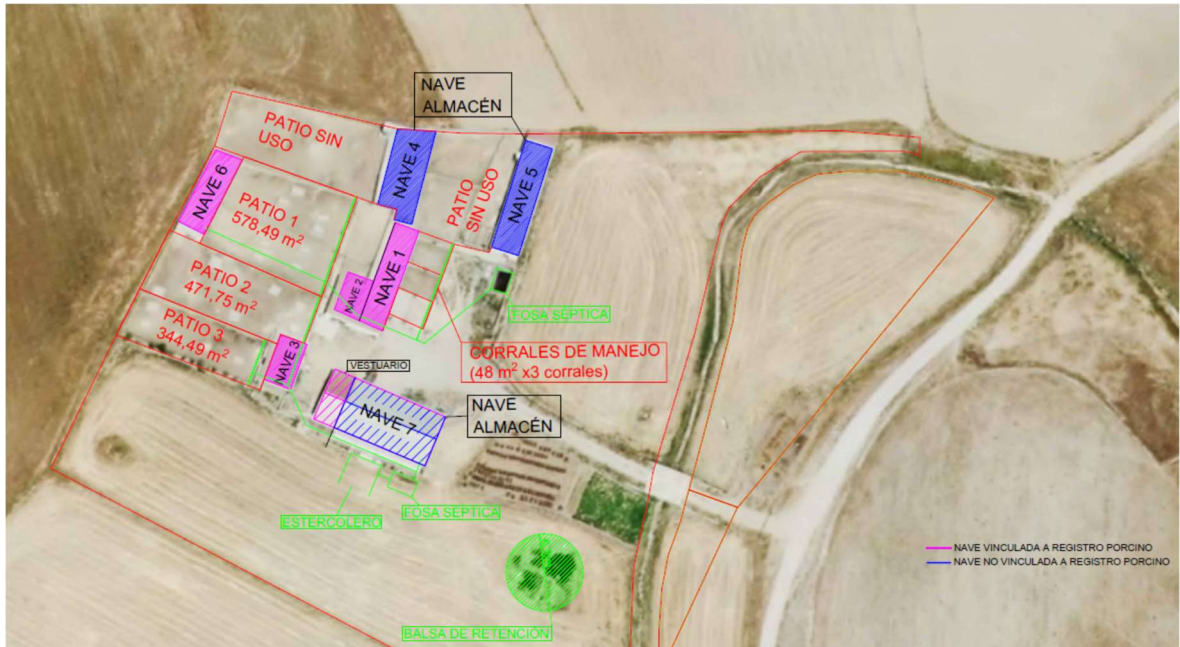 NAVE
ALMACÉN
PATIO SIN
USO
NAVE 4
NAVE 5
PATIO
SIN USO
NAVE 6
PATIO 1
578,49 m²
NAVE 1
NAVE 2
PATIO 2
471,75 m²
FOSA SÉPTICA
PATIO 3
344,49 m²
NAVE 3
CORRALES DE MANEJO
(48 m² x3 corrales)
VESTUARIO
NAVE 7
NAVE
ALMACÉN
ESTERCOLERO
FOSA SÉPTICA
NAVE VINCULADA A REGISTRO PORCINO
NAVE NO VINCULADA A REGISTRO PORCINO
BALSA DE RETENCIÓN